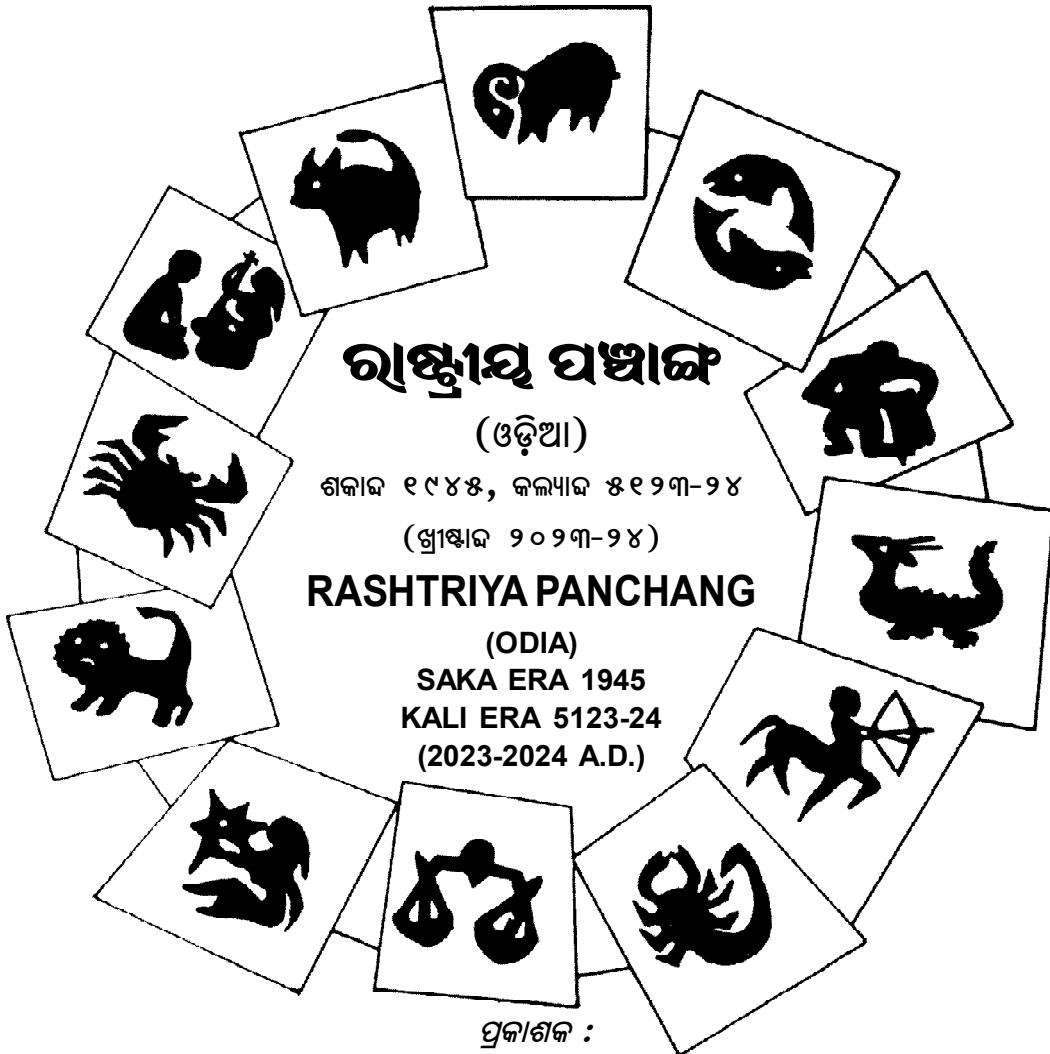 ରାଷ୍ଟ୍ରୀୟ ପଞ୍ଚାଙ୍ଗ
(ଓଡ଼ିଆ)
ଶକାବ୍ଦ ୧୯୪୫, କଲ୍ୟାବ୍ଦ ୫୧୨୩-୨୪
(ଖ୍ରୀଷ୍ଟାବ୍ଦ ୨୦୨୩-୨୪)
RASHTRIYA PANCHANG
(ODIA)
SAKA ERA 1945
KALI ERA 5123-24
(2023-2024 A.D.)
ପ୍ରକାଶକ :